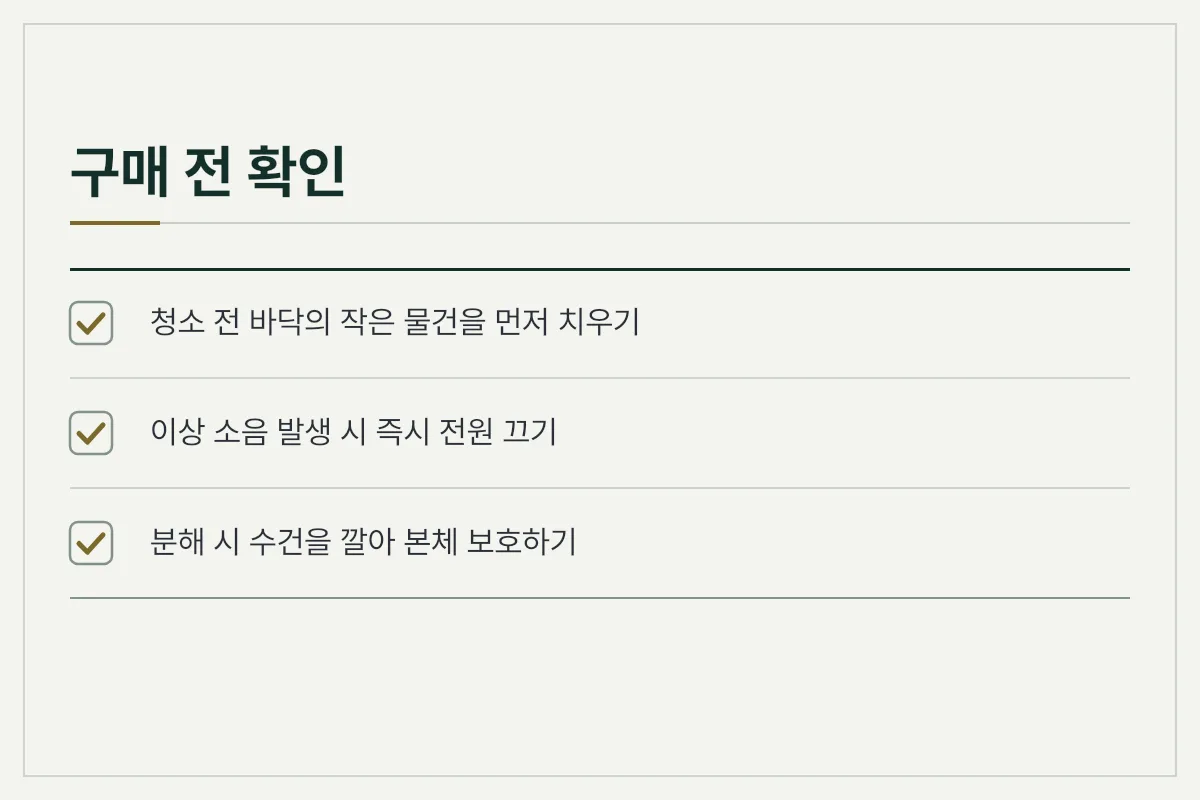 구매 전 확인
청소 전 바닥의 작은 물건을 먼저 치우기
이상 소음 발생 시 즉시 전원 끄기
분해 시 수건을 깔아 본체 보호하기